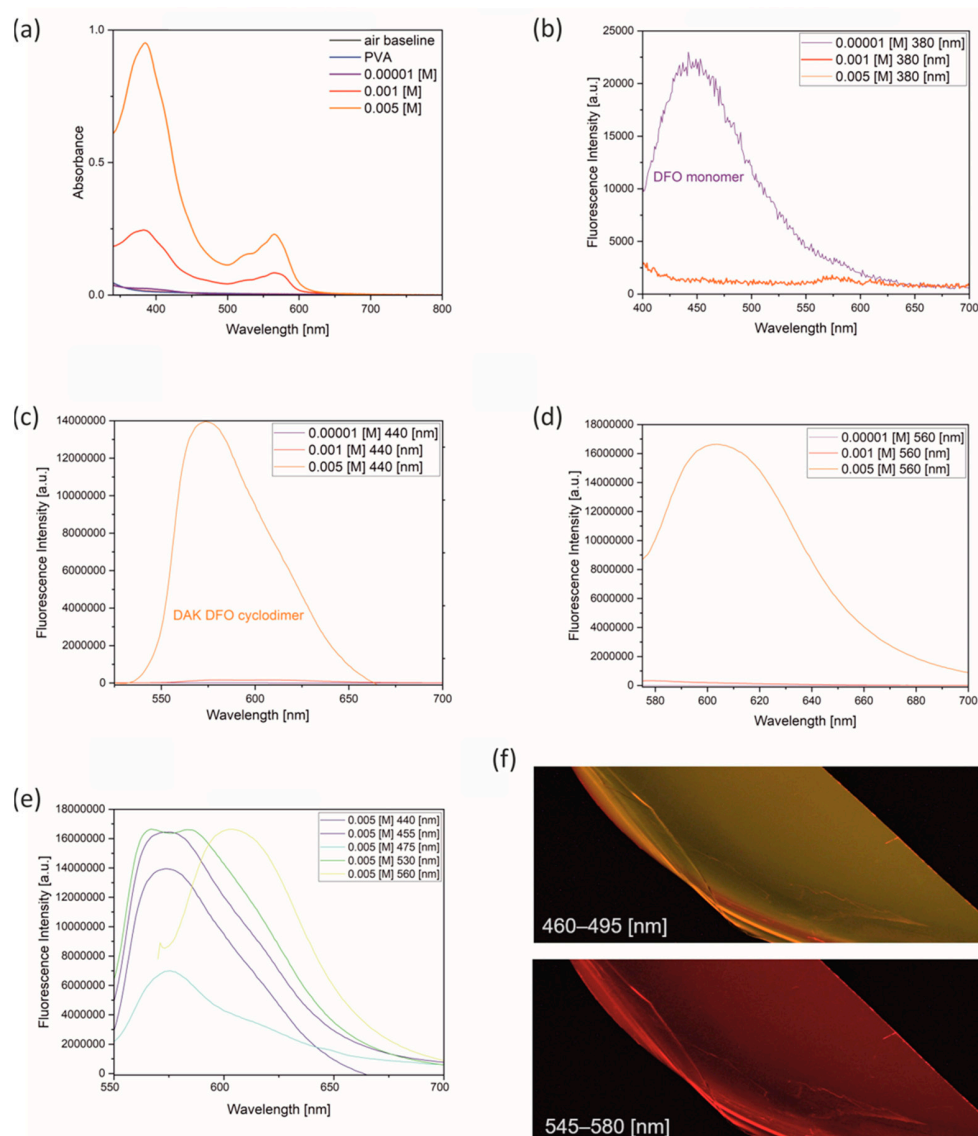 (a)
air baseline
PVA
0.00001 [M]
0.001 [M]
0.005 [M]
1.0
0.5
0.0
Absorbance
400 500 600 700 800
Wavelength [nm]
(b)
0.00001 [M] 380 [nm]
0.001 [M] 380 [nm]
0.005 [M] 380 [nm]
25000
20000
15000
10000
5000
0
Fluorescence Intensity [a.u.]
DFO monomer
400 450 500 550 600 650 700
Wavelength [nm]
(c)
0.00001 [M] 440 [nm]
0.001 [M] 440 [nm]
0.005 [M] 440 [nm]
14000000
12000000
10000000
8000000
6000000
4000000
2000000
0
Fluorescence Intensity [a.u.]
DAK DFO cyclodimer
550 600 650 700
Wavelength [nm]
(d)
0.00001 [M] 560 [nm]
0.001 [M] 560 [nm]
0.005 [M] 560 [nm]
18000000
16000000
14000000
12000000
10000000
8000000
6000000
4000000
2000000
0
Fluorescence Intensity [a.u.]
580 600 620 640 660 680 700
Wavelength [nm]
(e)
0.005 [M] 440 [nm]
0.005 [M] 455 [nm]
0.005 [M] 475 [nm]
0.005 [M] 530 [nm]
0.005 [M] 560 [nm]
18000000
16000000
14000000
12000000
10000000
8000000
6000000
4000000
2000000
0
Fluorescence Intensity [a.u.]
550 600 650 700
Wavelength [nm]
(f)
460–495 [nm]
545–580 [nm]